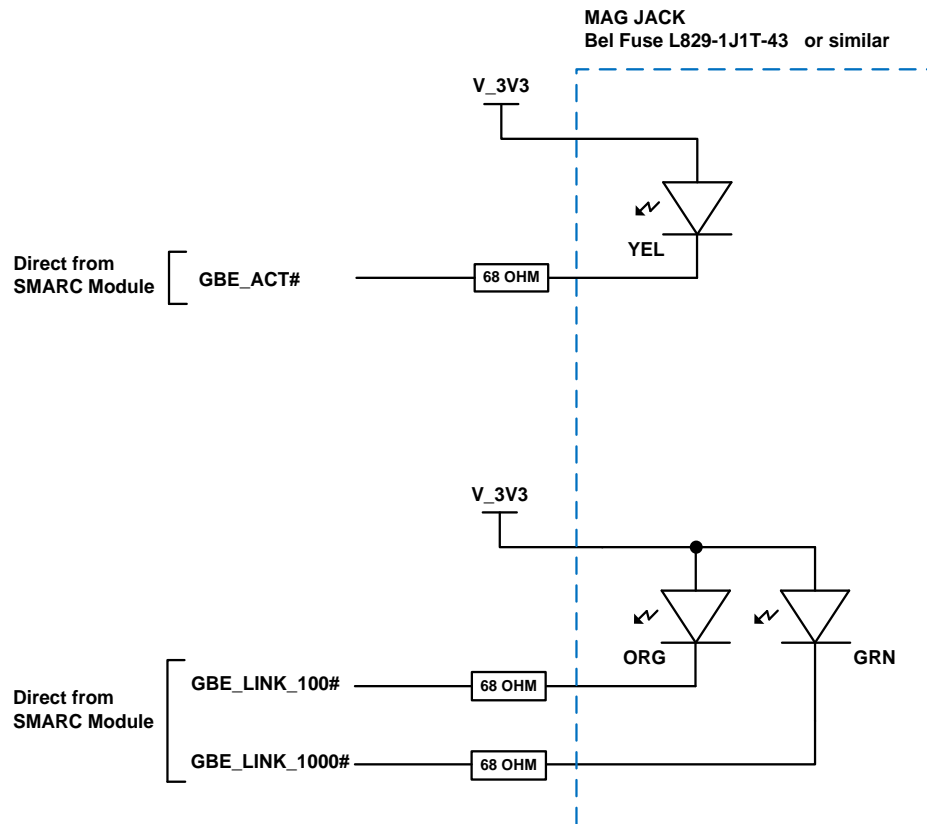 MAG JACK
Bel Fuse L829-1J1T-43 or similar
V_3V3
YEL
Direct from
SMARC Module
GBE_ACT#
68 OHM
V_3V3
ORG
GRN
GBE_LINK_100#
68 OHM
Direct from
SMARC Module
GBE_LINK_1000#
68 OHM